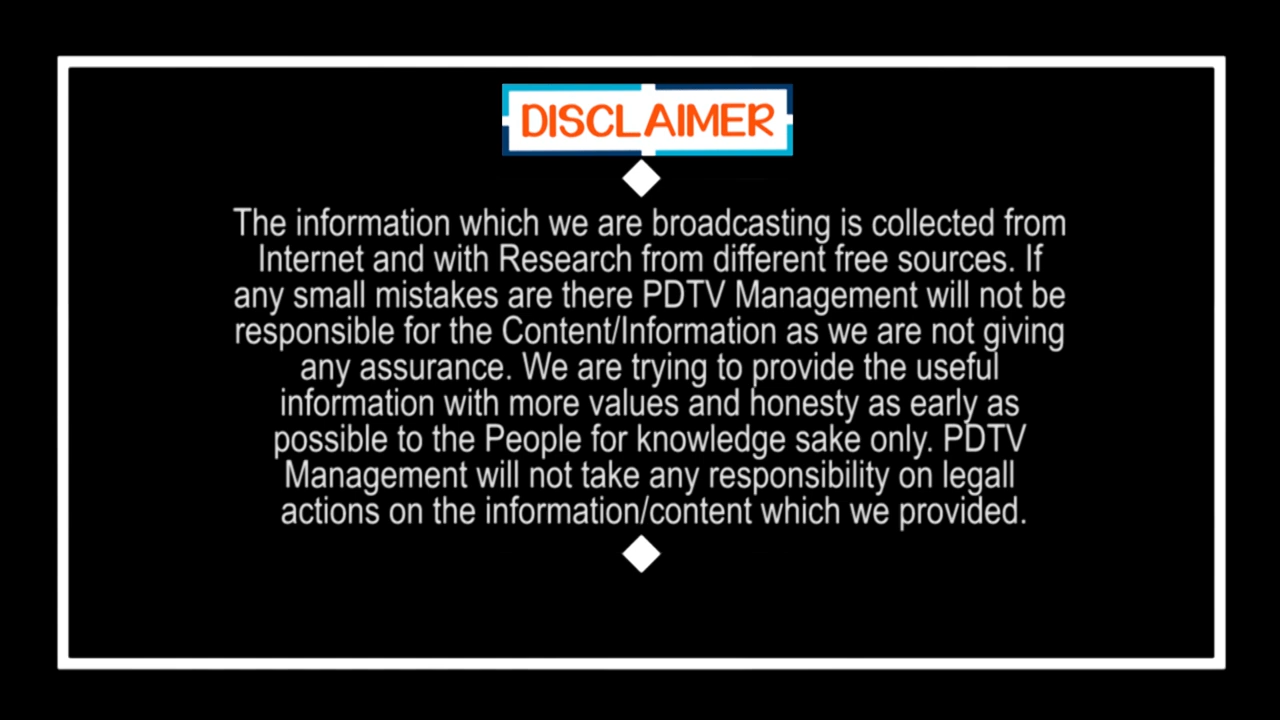 DISCLAIMER
The information which we are broadcasting is collected from
Internet and with Research from different free sources. If
any small mistakes are there PDTV Management will not be
responsible for the Content/Information as we are not giving
any assurance. We are trying to provide the useful
information with more values and honesty as early as
possible to the People for knowledge sake only. PDTV
Management will not take any responsibility on legall
actions on the information/content which we provided.